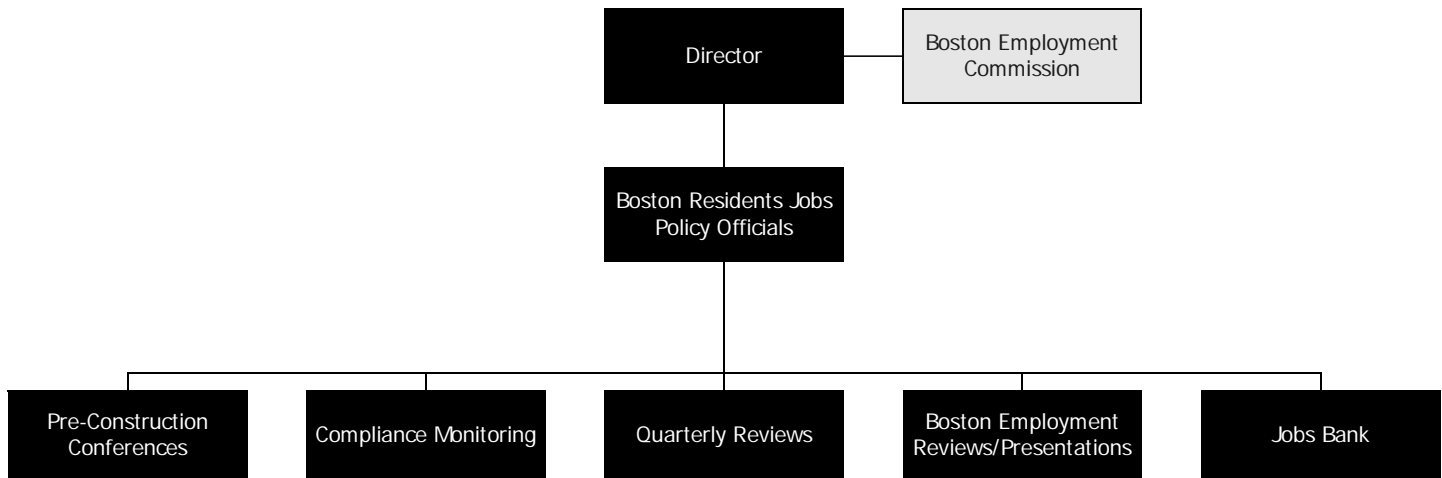 Director
Boston Employment
Commission
Boston Residents Jobs
Policy Officials
Pre-Construction
Conferences
Compliance Monitoring
Quarterly Reviews
Boston Employment
Reviews/Presentations
Jobs Bank